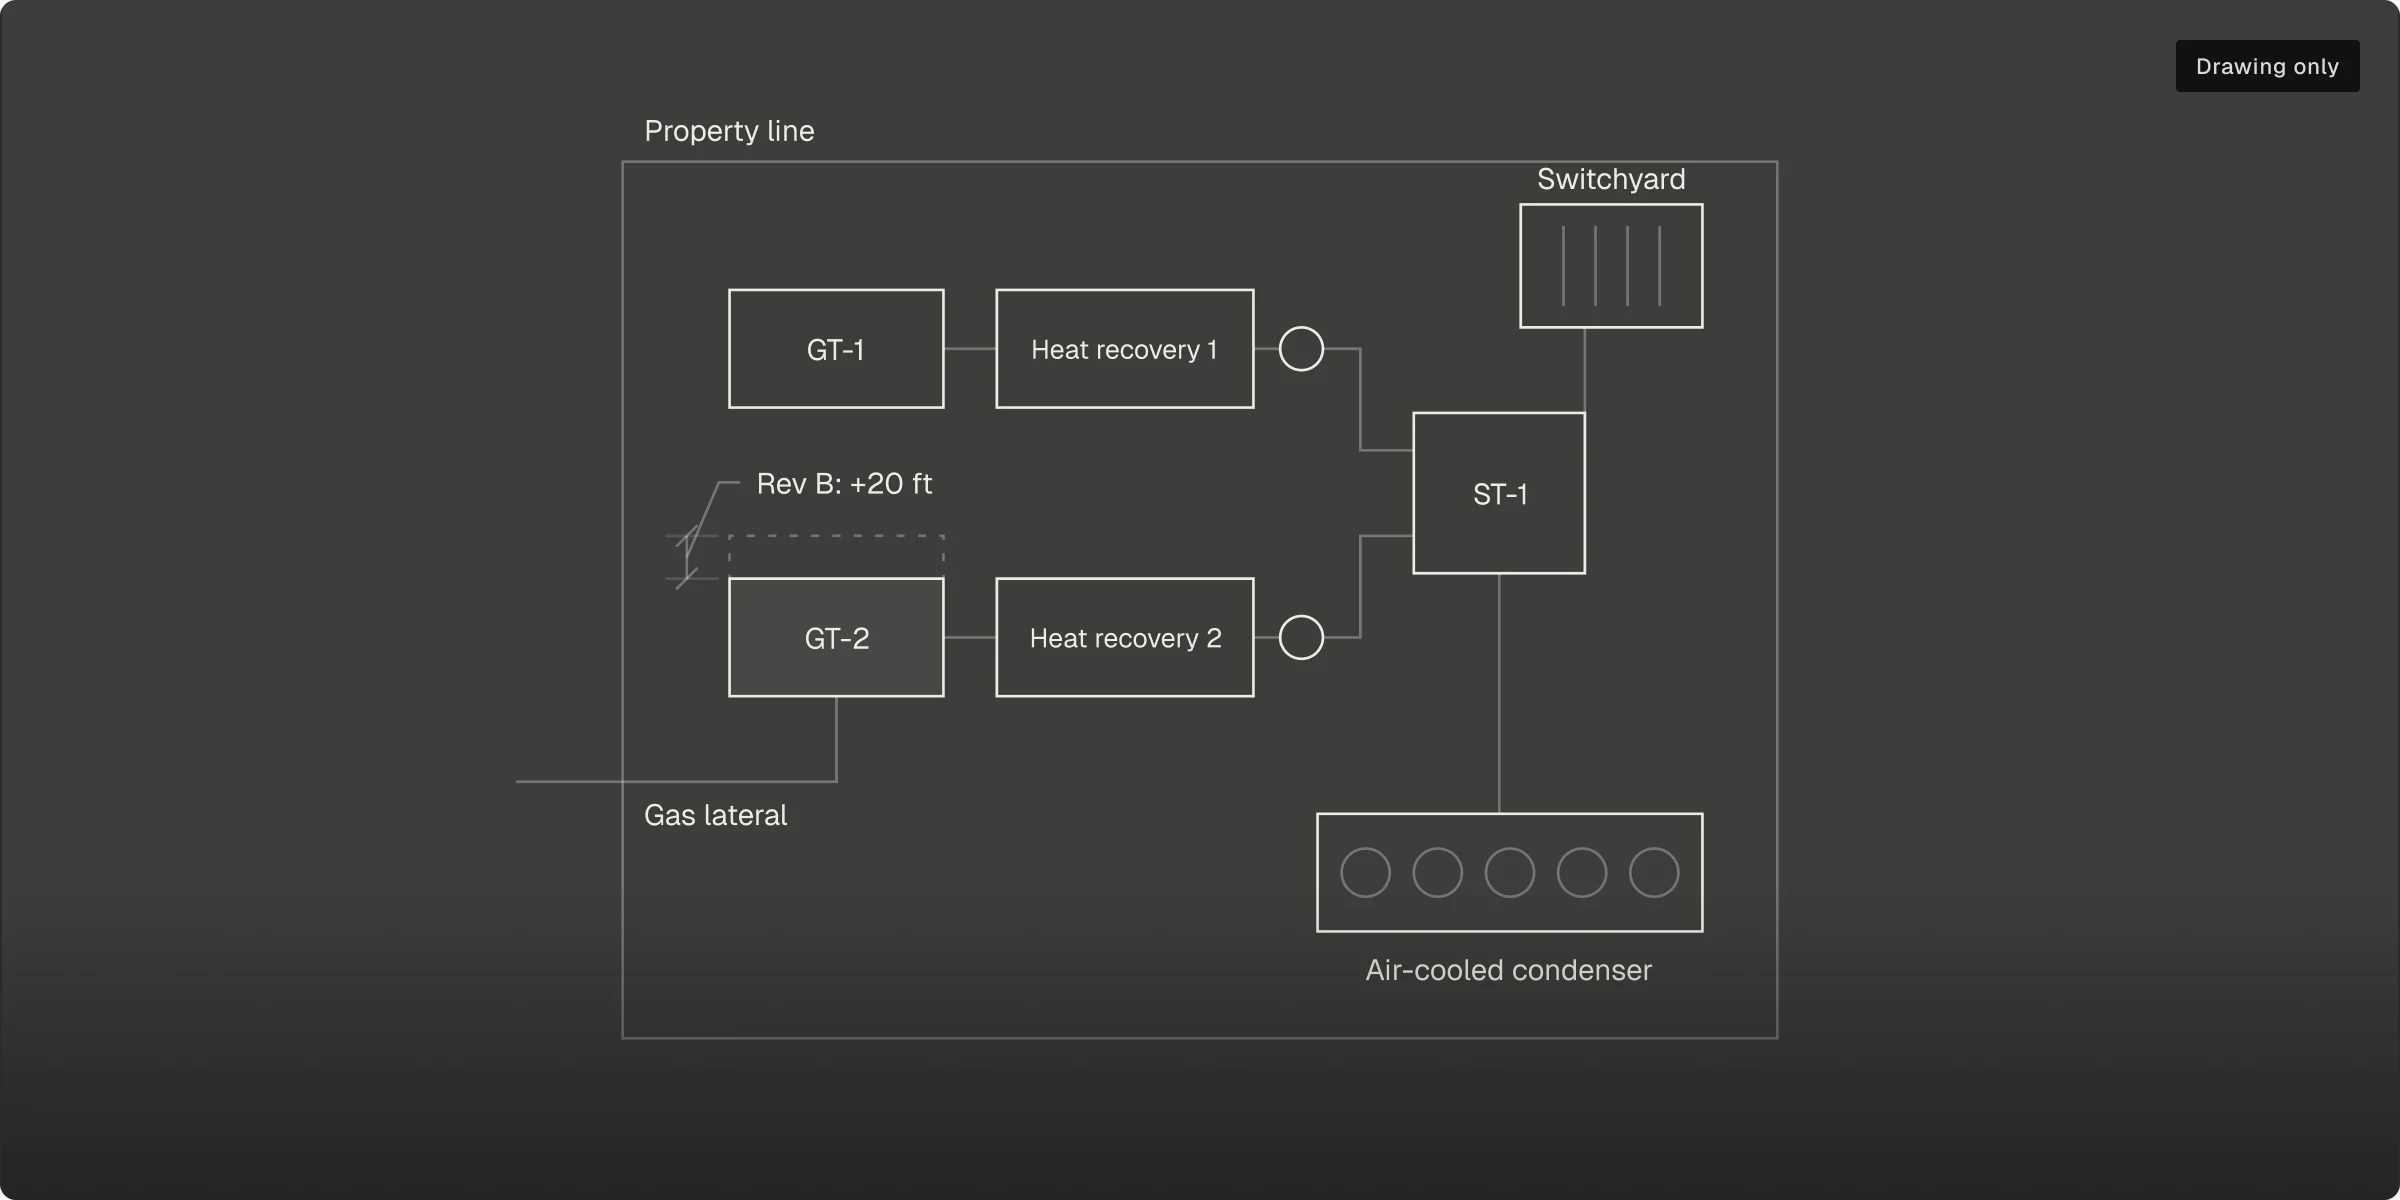 Drawing only
Property line
Switchyard
GT-1
Heat recovery 1
Rev B: +20 ft
ST-1
GT-2
Heat recovery 2
Gas lateral
Air-cooled condenser